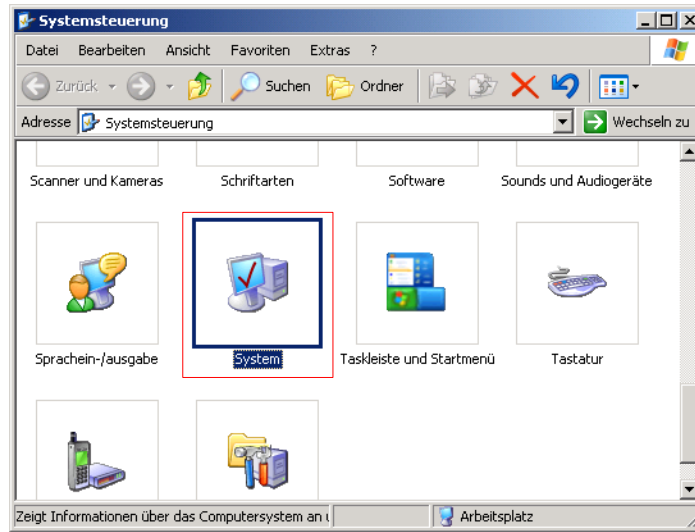 Systemsteuerung
Datei Bearbeiten Ansicht Favoriten Extras ?
Zurück Suchen Ordner
Adresse Systemsteuerung Wechseln zu
Scanner und Kameras Schriftarten Software Sounds und Audiogeräte
Sprachein-/ausgabe System Taskleiste und Startmenü Tastatur
Zeigt Informationen über das Computersystem an Arbeitsplatz